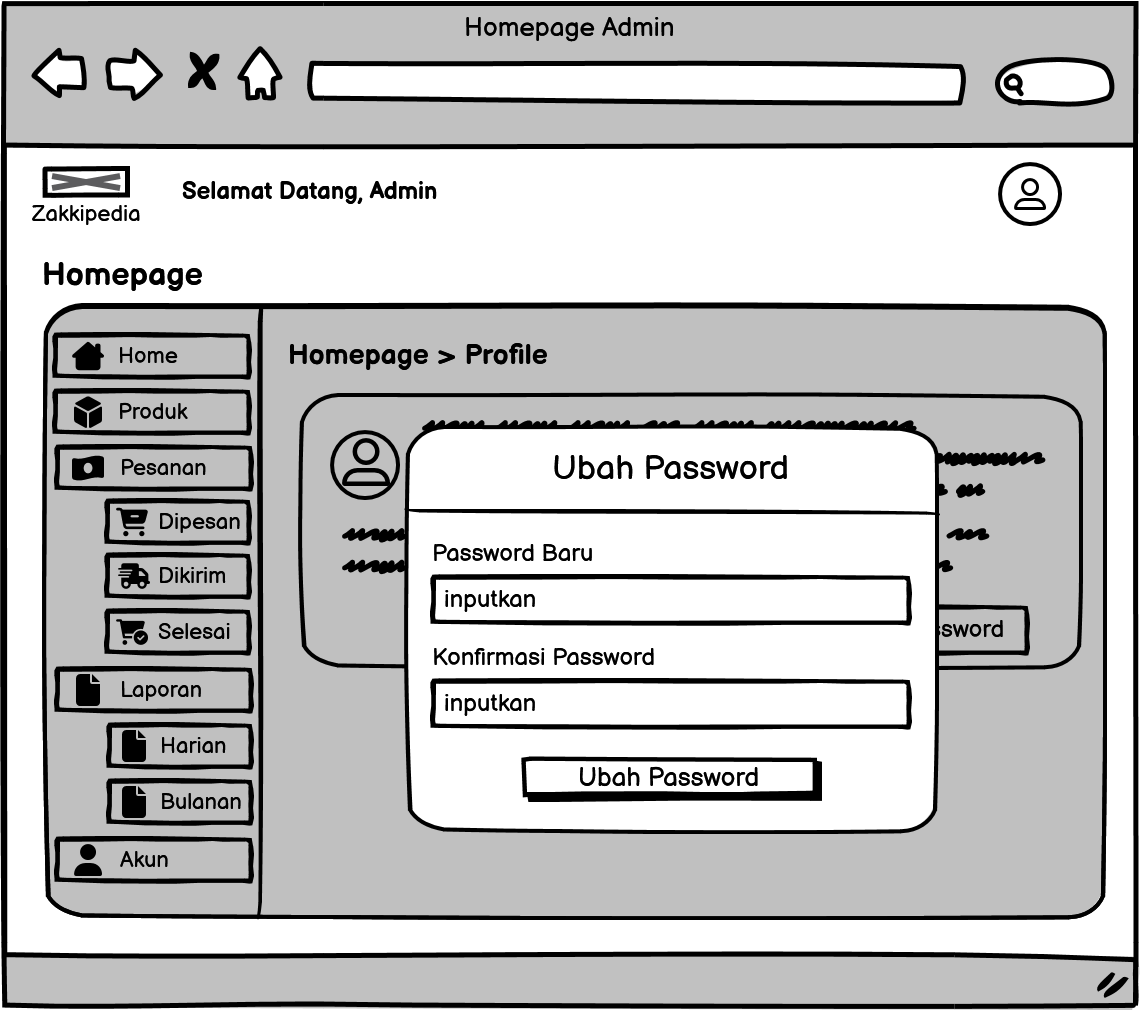 Homepage Admin
Selamat Datang, Admin
Zakkipedia
Homepage
Home
Produk
Pesanan
Dipesan
Dikirim
Selesai
Laporan
Harian
Bulanan
Akun
Homepage > Profile
Ubah Password
Password Baru
inputkan
Konfirmasi Password
inputkan
Ubah Password
ssword